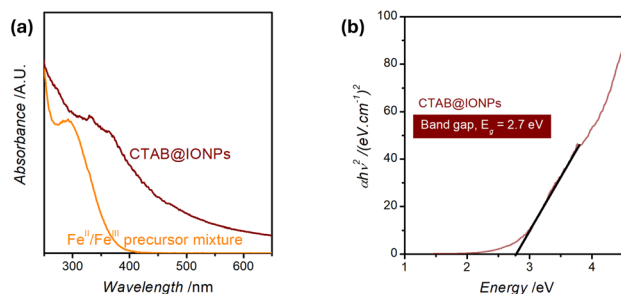 (a)
Absorbance /A.U.
CTAB@IONPs
Fe^II/Fe^III precursor mixture
300 400 500 600
Wavelength /nm
(b)
αhν² /(eV.cm⁻¹)²
100
80
60
40
20
0
CTAB@IONPs
Band gap, E_g = 2.7 eV
1 2 3 4
Energy /eV